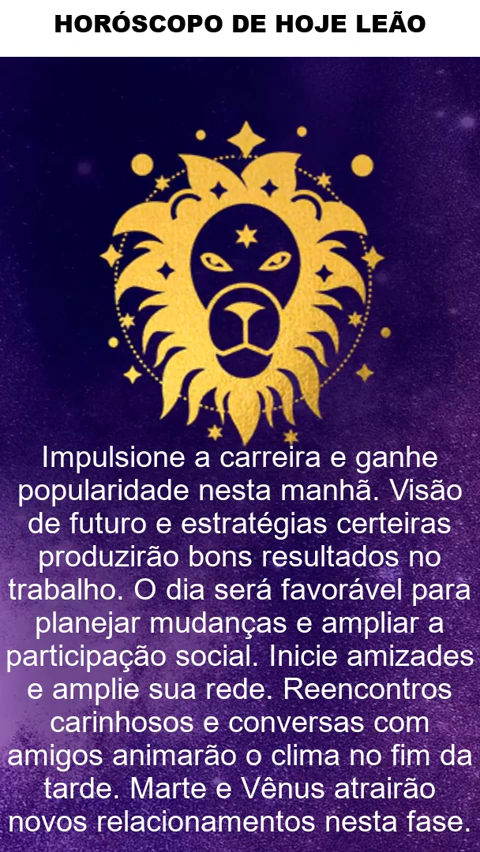 HORÓSCOPO DE HOJE LEÃO
Impulsione a carreira e ganhe
popularidade nesta manhã. Visão
de futuro e estratégias certeiras
produzirão bons resultados no
trabalho. O dia será favorável para
planejar mudanças e ampliar a
participação social. Inicie amizades
e amplie sua rede. Reencontros
carinhosos e conversas com
amigos animarão o clima no fim da
tarde. Marte e Vênus atrairão
novos relacionamentos nesta fase.